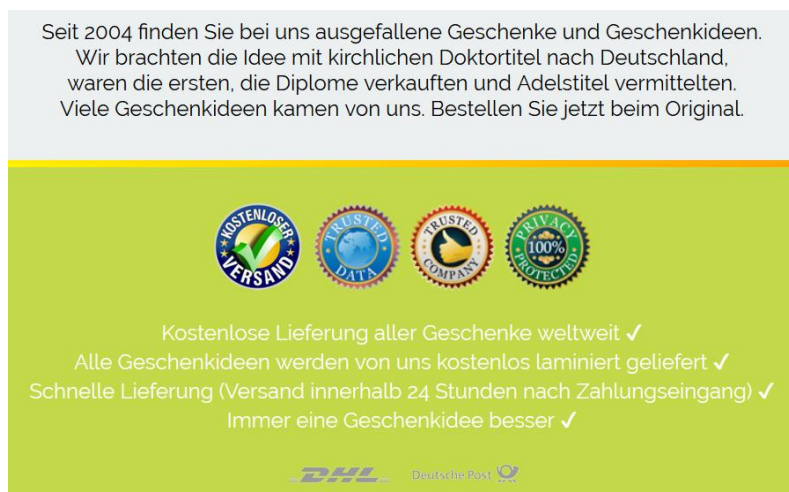 Seit 2004 finden Sie bei uns ausgefallene Geschenke und Geschenkideen.
Wir brachten die Idee mit kirchlichen Doktortitel nach Deutschland,
waren die ersten, die Diplome verkauften und Adelstitel vermittelten.
Viele Geschenkideen kamen von uns. Bestellen Sie jetzt beim Original.
KOSTENLOSER VERSAND
TRUSTED DATA
TRUSTED COMPANY
PRIVACY 100% PROTECTED
Kostenlose Lieferung aller Geschenke weltweit ✓
Alle Geschenkideen werden von uns kostenlos laminiert geliefert ✓
Schnelle Lieferung (Versand innerhalb 24 Stunden nach Zahlungseingang) ✓
Immer eine Geschenkidee besser ✓
DHL Deutsche Post